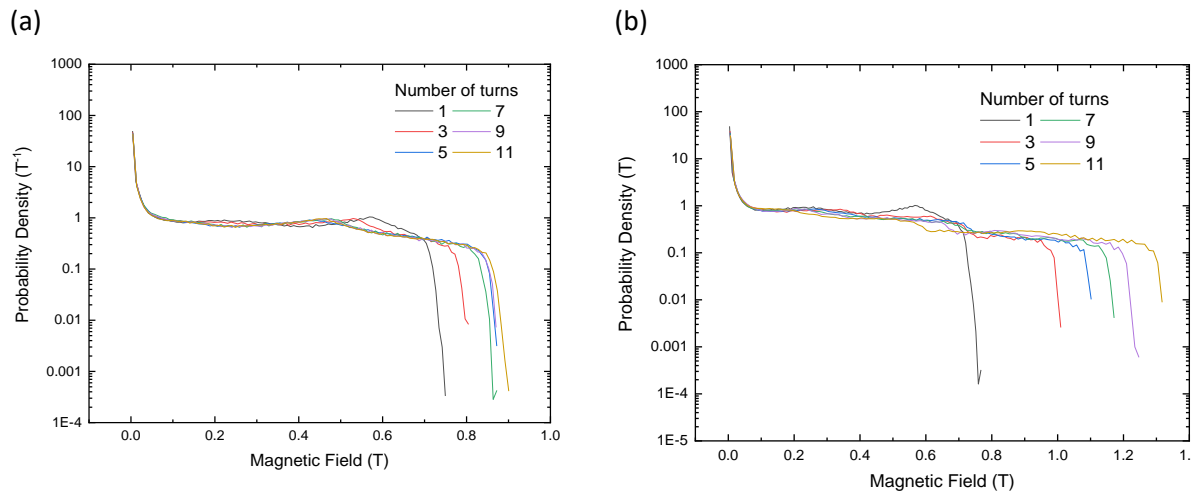 (a)
1000
100
10
1
0.1
0.01
0.001
1E-4
Probability Density (T-1)
Number of turns
1 7
3 9
5 11
0.0 0.2 0.4 0.6 0.8 1.0
Magnetic Field (T)
(b)
1000
100
10
1
0.1
0.01
0.001
1E-4
1E-5
Probability Density (T)
Number of turns
1 7
3 9
5 11
0.0 0.2 0.4 0.6 0.8 1.0 1.2 1.
Magnetic Field (T)